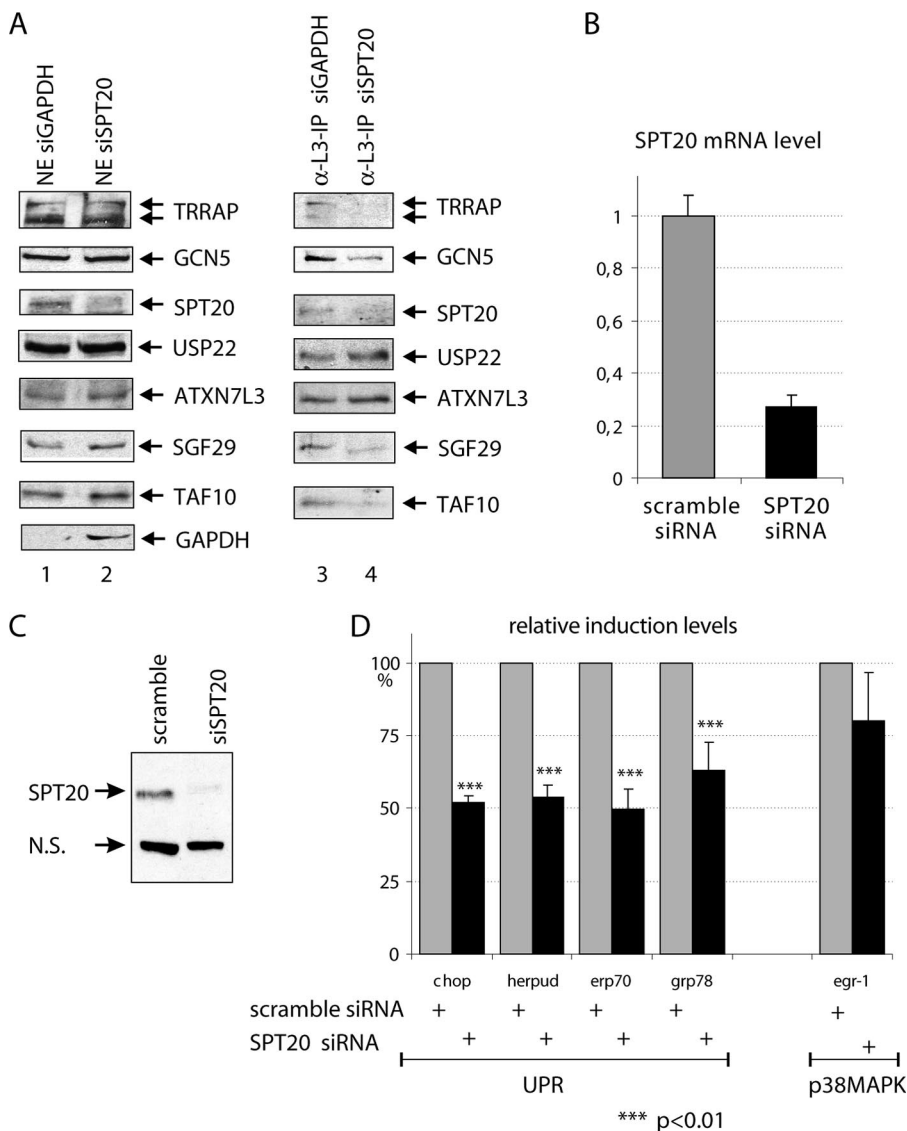 A
NE siGAPDH
NE siSPT20
TRRAP
GCN5
SPT20
USP22
ATXN7L3
SGF29
TAF10
GAPDH
1 2
α-L3-IP siGAPDH
α-L3-IP siSPT20
TRRAP
GCN5
SPT20
USP22
ATXN7L3
SGF29
TAF10
3 4
B
SPT20 mRNA level
1
0,8
0,6
0,4
0,2
0
scramble siRNA
SPT20 siRNA
C
scramble
siSPT20
SPT20
N.S.
D
relative induction levels
100
%
75
50
25
0
***
***
***
***
chop herpud erp70 grp78 egr-1
scramble siRNA + + + + +
SPT20 siRNA + + + + +
UPR p38MAPK
*** p<0.01